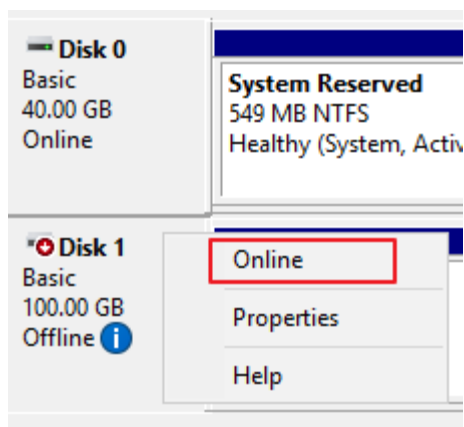 Disk 0
Basic
40.00 GB
Online
System Reserved
549 MB NTFS
Healthy (System, Activ
Disk 1
Basic
100.00 GB
Offline
Online
Properties
Help